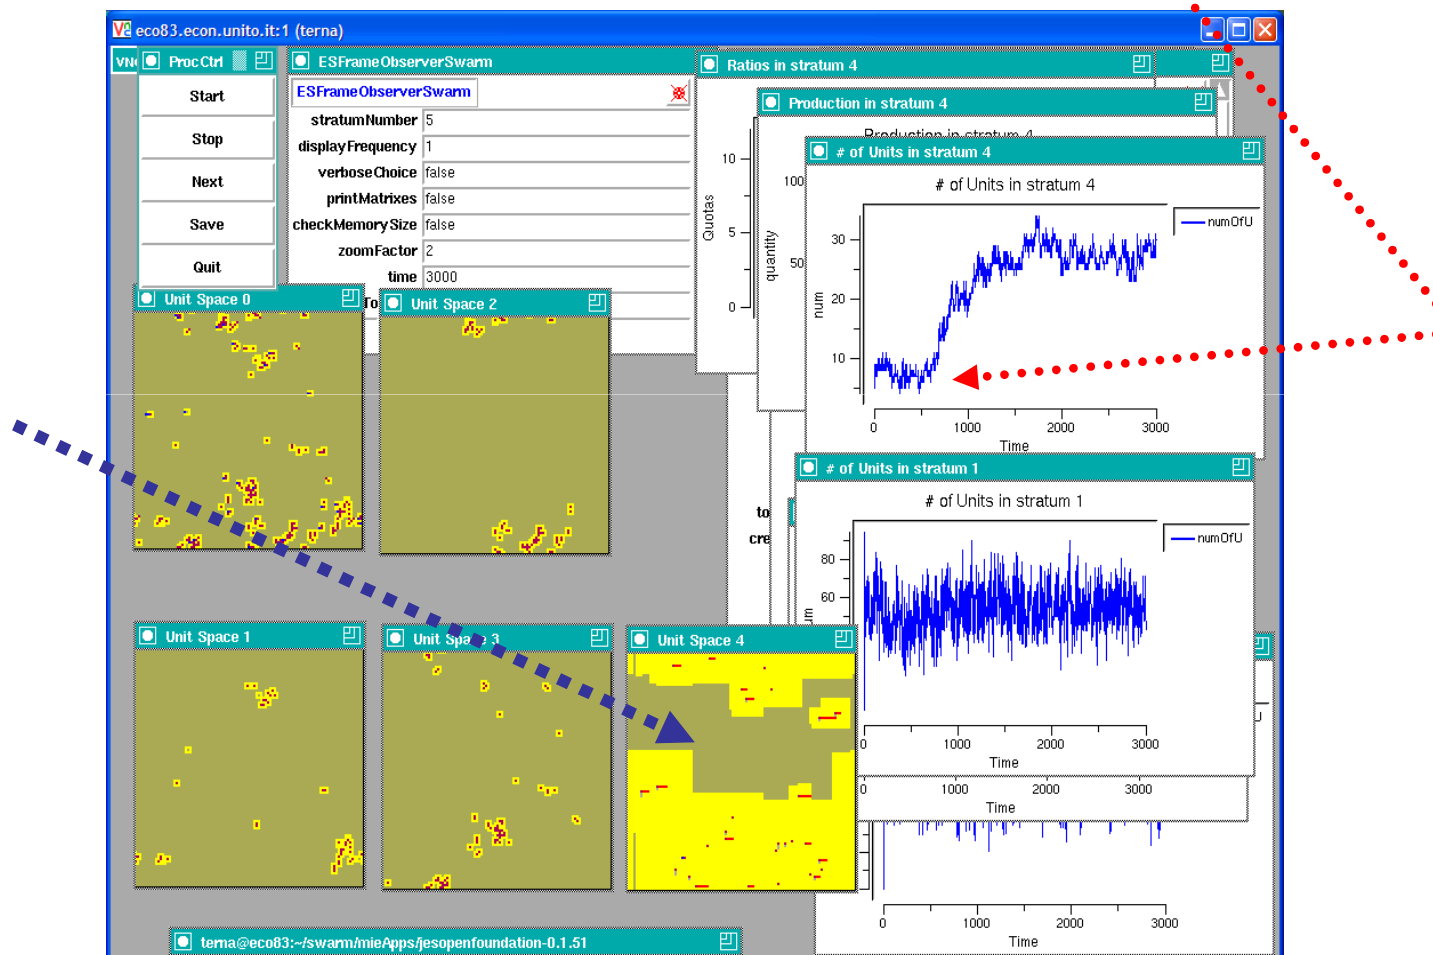 eco83.econ.unito.it:1 (terna)
ProcCtrl
Start
Stop
Next
Save
Quit
ESFrameObserverSwarm
ESFrameObserverSwarm
stratumNumber 5
displayFrequency 1
verboseChoice false
printMatrixes false
checkMemorySize false
zoomFactor 2
time 3000
To
Ratios in stratum 4
10
5
0
Quotas
Production in stratum 4
Production in stratum 4
100
50
quantity
# of Units in stratum 4
# of Units in stratum 4
numOfU
30
20
10
num
0 1000 2000 3000
Time
# of Units in stratum 1
# of Units in stratum 1
numOfU
80
60
0 1000 2000 3000
Time
0 1000 2000 3000
Time
0 1000 2000 3000
Time
to
cre
Unit Space 0
Unit Space 2
Unit Space 1
Unit Space 3
Unit Space 4
terna@eco83:~/swarm/mieApps/jesopenfoundation-0.1.51